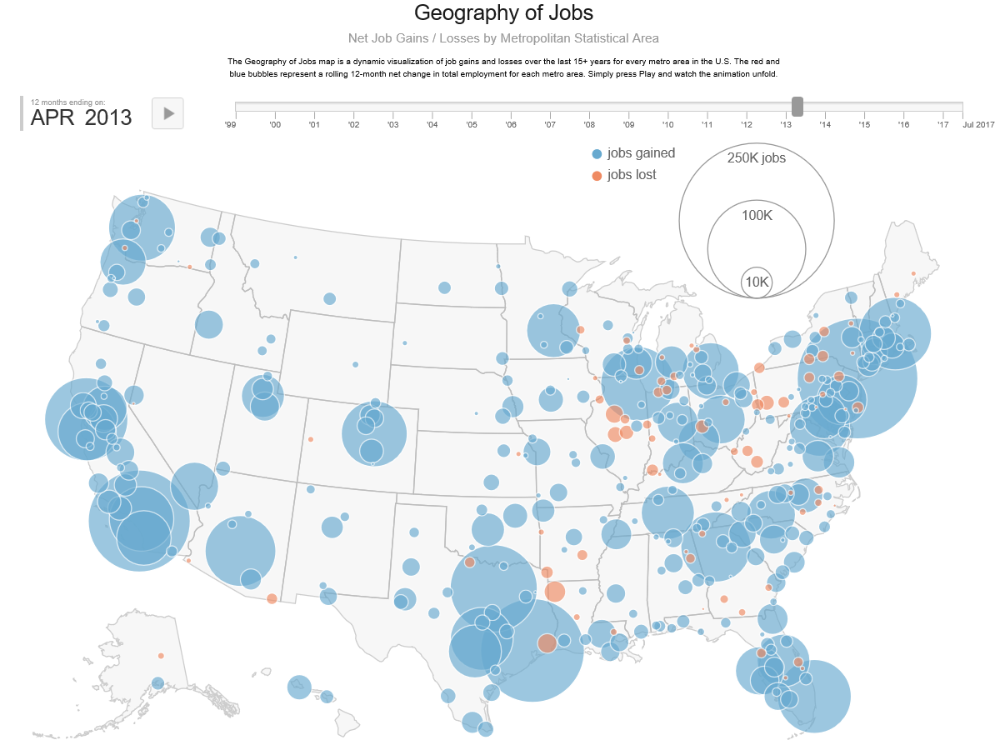 Geography of Jobs
Net Job Gains / Losses by Metropolitan Statistical Area
The Geography of Jobs map is a dynamic visualization of job gains and losses over the last 15+ years for every metro area in the U.S. The red and
blue bubbles represent a rolling 12-month net change in total employment for each metro area. Simply press Play and watch the animation unfold.
12 months ending on:
APR 2013
'99 '00 '01 '02 '03 '04 '05 '06 '07 '08 '09 '10 '11 '12 '13 '14 '15 '16 '17 Jul 2017
jobs gained
jobs lost
250K jobs
100K
10K